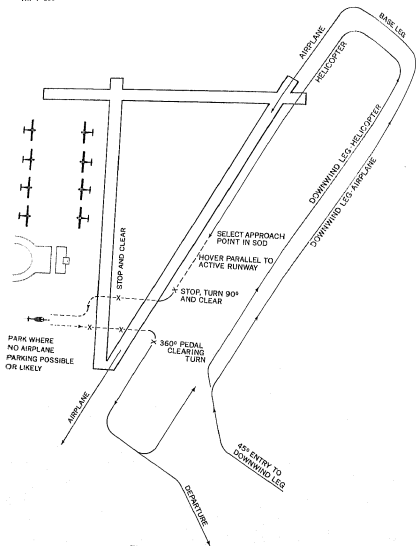 BASE LEG
AIRPLANE
HELICOPTER
DOWNWIND LEG-HELICOPTER
DOWNWIND LEG-AIRPLANE
STOP AND CLEAR
SELECT APPROACH
POINT IN SOD
HOVER PARALLEL TO
ACTIVE RUNWAY
STOP, TURN 90°
AND CLEAR
360° PEDAL
CLEARING
TURN
PARK WHERE
NO AIRPLANE
PARKING POSSIBLE
OR LIKELY
AIRPLANE
45° ENTRY TO
DOWNWIND LEG
DEPARTURE